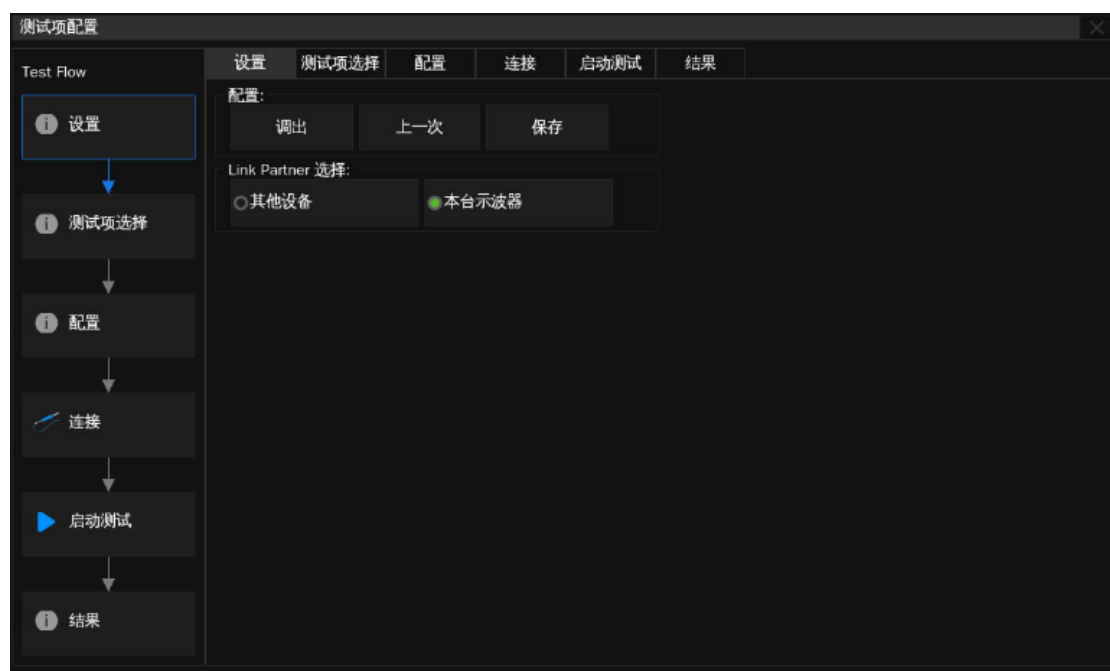 测试项配置
Test Flow
设置
测试项选择
配置
连接
启动测试
结果
设置 测试项选择 配置 连接 启动测试 结果
配置:
调出 上一次 保存
Link Partner 选择:
其他设备 本台示波器